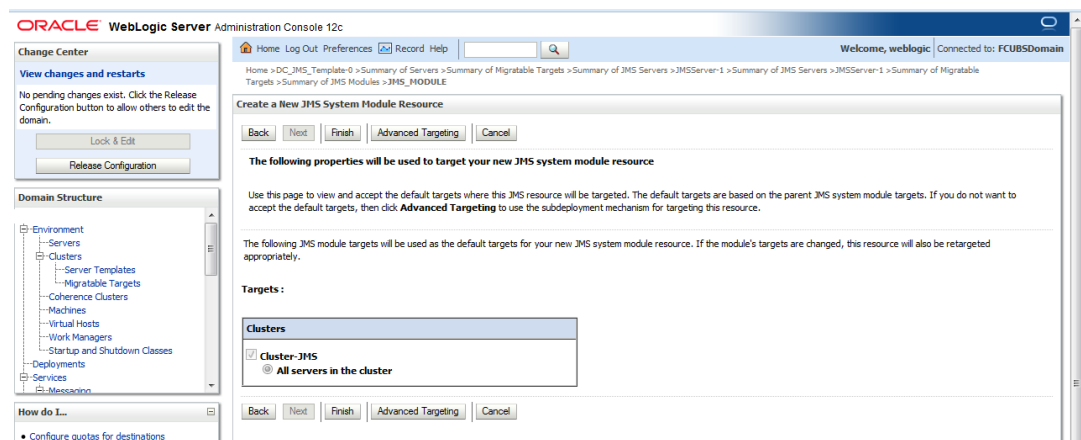 ORACLE WebLogic Server Administration Console 12c
Change Center
View changes and restarts
No pending changes exist. Click the Release
Configuration button to allow others to edit the
domain.
Lock & Edit
Release Configuration
Domain Structure
Environment
Servers
Clusters
Server Templates
Migratable Targets
Coherence Clusters
Machines
Virtual Hosts
Work Managers
Startup and Shutdown Classes
Deployments
Services
Messaging
How do I...
Configure quotas for destinations
Home Log Out Preferences Record Help
Welcome, weblogic Connected to: FCUBSDomain
Home >DC_JMS_Template-0 >Summary of Servers >Summary of Migratable Targets >Summary of JMS Servers >JMSServer-1 >Summary of JMS Servers >JMSServer-1 >Summary of Migratable
Targets >Summary of JMS Modules >JMS_MODULE
Create a New JMS System Module Resource
Back Next Finish Advanced Targeting Cancel
The following properties will be used to target your new JMS system module resource
Use this page to view and accept the default targets where this JMS resource will be targeted. The default targets are based on the parent JMS system module targets. If you do not want to
accept the default targets, then click Advanced Targeting to use the subdeployment mechanism for targeting this resource.
The following JMS module targets will be used as the default targets for your new JMS system module resource. If the module's targets are changed, this resource will also be retargeted
appropriately.
Targets :
Clusters
Cluster-JMS
All servers in the cluster
Back Next Finish Advanced Targeting Cancel